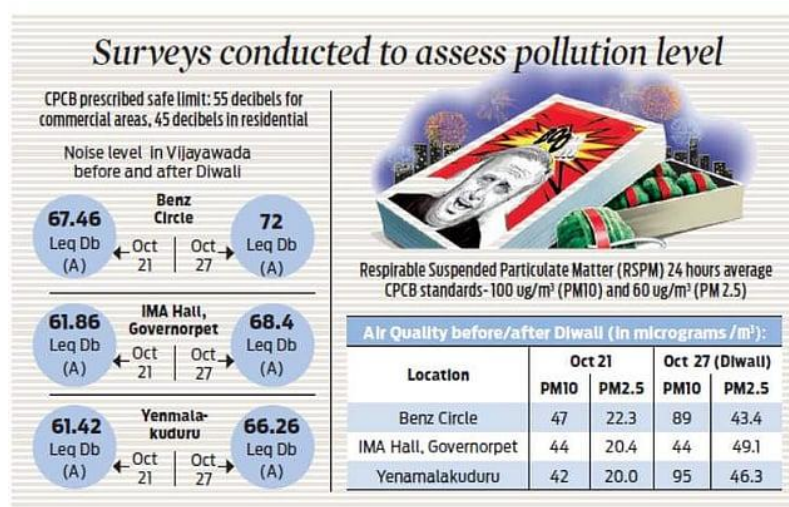 Surveys conducted to assess pollution level
CPCB prescribed safe limit: 55 decibels for
commercial areas, 45 decibels in residential
Noise level in Vijayawada
before and after Diwali
Benz
Circle
67.46
Leq Db
(A)
Oct
21
Oct
27
72
Leq Db
(A)
IMA Hall,
Governorpet
61.86
Leq Db
(A)
Oct
21
Oct
27
68.4
Leq Db
(A)
Yenmala-
kuduru
61.42
Leq Db
(A)
Oct
21
Oct
27
66.26
Leq Db
(A)
Respirable Suspended Particulate Matter (RSPM) 24 hours average
CPCB standards- 100 ug/m³ (PM10) and 60 ug/m³ (PM 2.5)
Air Quality before/after Diwali (in micrograms /m³):
Location Oct 21 Oct 27 (Diwali)
PM10 PM2.5 PM10 PM2.5
Benz Circle 47 22.3 89 43.4
IMA Hall, Governorpet 44 20.4 44 49.1
Yenamalakuduru 42 20.0 95 46.3